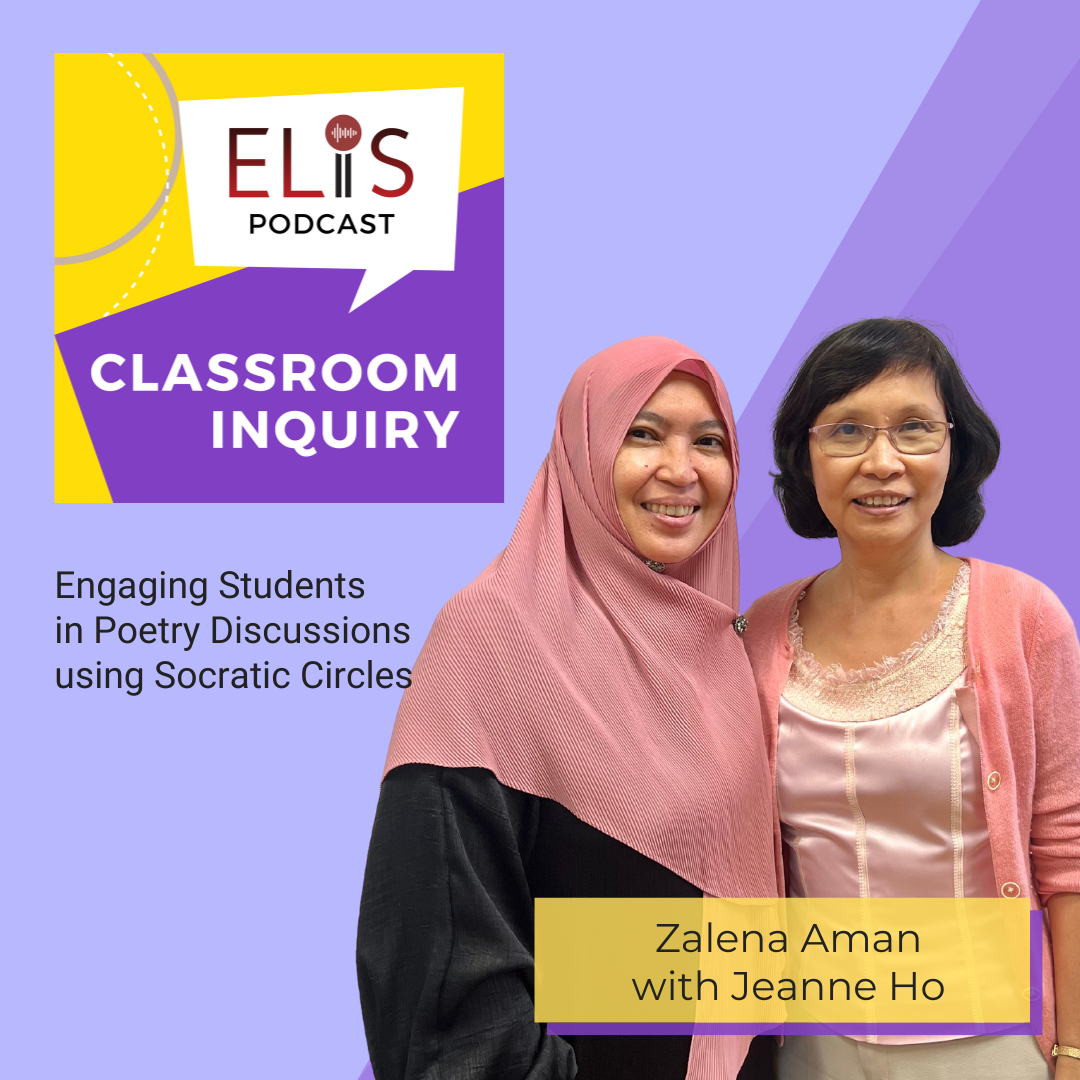 ELiS
PODCAST
CLASSROOM
INQUIRY
Engaging Students
in Poetry Discussions
using Socratic Circles
Zalena Aman
with Jeanne Ho